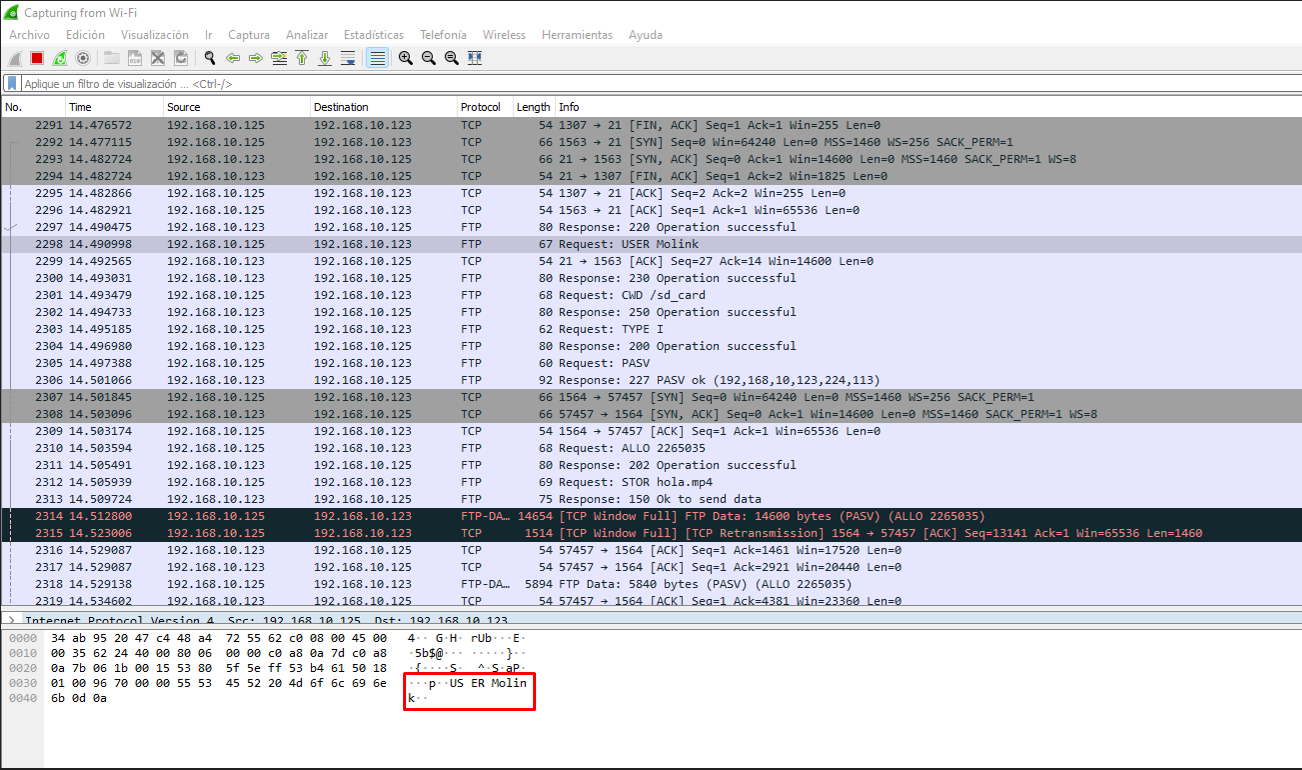 Capturing from Wi-Fi
Archivo Edición Visualización Ir Captura Analizar Estadísticas Telefonía Wireless Herramientas Ayuda
Aplique un filtro de visualización ... <Ctrl-/>
No. Time Source Destination Protocol Length Info
2291 14.476572 192.168.10.125 192.168.10.123 TCP 54 1307 → 21 [FIN, ACK] Seq=1 Ack=1 Win=255 Len=0
2292 14.477115 192.168.10.125 192.168.10.123 TCP 66 1563 → 21 [SYN] Seq=0 Win=64240 Len=0 MSS=1460 WS=256 SACK_PERM=1
2293 14.482724 192.168.10.123 192.168.10.125 TCP 66 21 → 1563 [SYN, ACK] Seq=0 Ack=1 Win=14600 Len=0 MSS=1460 SACK_PERM=1 WS=8
2294 14.482724 192.168.10.123 192.168.10.125 TCP 54 21 → 1307 [FIN, ACK] Seq=1 Ack=2 Win=1825 Len=0
2295 14.482866 192.168.10.125 192.168.10.123 TCP 54 1307 → 21 [ACK] Seq=2 Ack=2 Win=255 Len=0
2296 14.482921 192.168.10.125 192.168.10.123 TCP 54 1563 → 21 [ACK] Seq=1 Ack=1 Win=65536 Len=0
2297 14.490475 192.168.10.123 192.168.10.125 FTP 80 Response: 220 Operation successful
2298 14.490998 192.168.10.125 192.168.10.123 FTP 67 Request: USER Molink
2299 14.492565 192.168.10.123 192.168.10.125 TCP 54 21 → 1563 [ACK] Seq=27 Ack=14 Win=14600 Len=0
2300 14.493031 192.168.10.123 192.168.10.125 FTP 80 Response: 230 Operation successful
2301 14.493479 192.168.10.125 192.168.10.123 FTP 68 Request: CWD /sd_card
2302 14.494733 192.168.10.123 192.168.10.125 FTP 80 Response: 250 Operation successful
2303 14.495185 192.168.10.125 192.168.10.123 FTP 62 Request: TYPE I
2304 14.496980 192.168.10.123 192.168.10.125 FTP 80 Response: 200 Operation successful
2305 14.497388 192.168.10.125 192.168.10.123 FTP 60 Request: PASV
2306 14.501066 192.168.10.123 192.168.10.125 FTP 92 Response: 227 PASV ok (192,168,10,123,224,113)
2307 14.501845 192.168.10.125 192.168.10.123 TCP 66 1564 → 57457 [SYN] Seq=0 Win=64240 Len=0 MSS=1460 WS=256 SACK_PERM=1
2308 14.503096 192.168.10.123 192.168.10.125 TCP 66 57457 → 1564 [SYN, ACK] Seq=0 Ack=1 Win=14600 Len=0 MSS=1460 SACK_PERM=1 WS=8
2309 14.503174 192.168.10.125 192.168.10.123 TCP 54 1564 → 57457 [ACK] Seq=1 Ack=1 Win=65536 Len=0
2310 14.503594 192.168.10.125 192.168.10.123 FTP 68 Request: ALLO 2265035
2311 14.505491 192.168.10.123 192.168.10.125 FTP 80 Response: 202 Operation successful
2312 14.505939 192.168.10.125 192.168.10.123 FTP 69 Request: STOR hola.mp4
2313 14.509724 192.168.10.123 192.168.10.125 FTP 75 Response: 150 Ok to send data
2314 14.512800 192.168.10.125 192.168.10.123 FTP-DA… 14654 [TCP Window Full] FTP Data: 14600 bytes (PASV) (ALLO 2265035)
2315 14.523006 192.168.10.125 192.168.10.123 TCP 1514 [TCP Window Full] [TCP Retransmission] 1564 → 57457 [ACK] Seq=13141 Ack=1 Win=65536 Len=1460
2316 14.529087 192.168.10.123 192.168.10.125 TCP 54 57457 → 1564 [ACK] Seq=1 Ack=1461 Win=17520 Len=0
2317 14.529087 192.168.10.123 192.168.10.125 TCP 54 57457 → 1564 [ACK] Seq=1 Ack=2921 Win=20440 Len=0
2318 14.529138 192.168.10.125 192.168.10.123 FTP-DA… 5894 FTP Data: 5840 bytes (PASV) (ALLO 2265035)
2319 14.534602 192.168.10.123 192.168.10.125 TCP 54 57457 → 1564 [ACK] Seq=1 Ack=4381 Win=23360 Len=0
Internet Protocol Version 4, Src: 192.168.10.125, Dst: 192.168.10.123
0000 34 ab 95 20 47 c4 48 a4 72 55 62 c0 08 00 45 00 4·· G·H· rUb···E·
0010 00 35 62 24 40 00 80 06 00 00 c0 a8 0a 7d c0 a8 ·5b$@··· ·····}··
0020 0a 7b 06 1b 00 15 53 80 5f 5e ff 53 b4 61 50 18 ·{····S· _^·S·aP·
0030 01 00 96 70 00 00 55 53 45 52 20 4d 6f 6c 69 6e ···p··US ER Molin
0040 6b 0d 0a k··